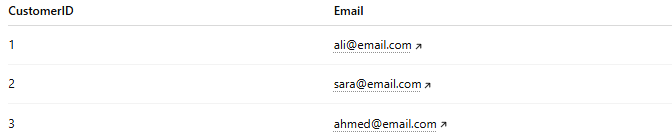 CustomerID Email
1 ali@email.com ↗
2 sara@email.com ↗
3 ahmed@email.com ↗